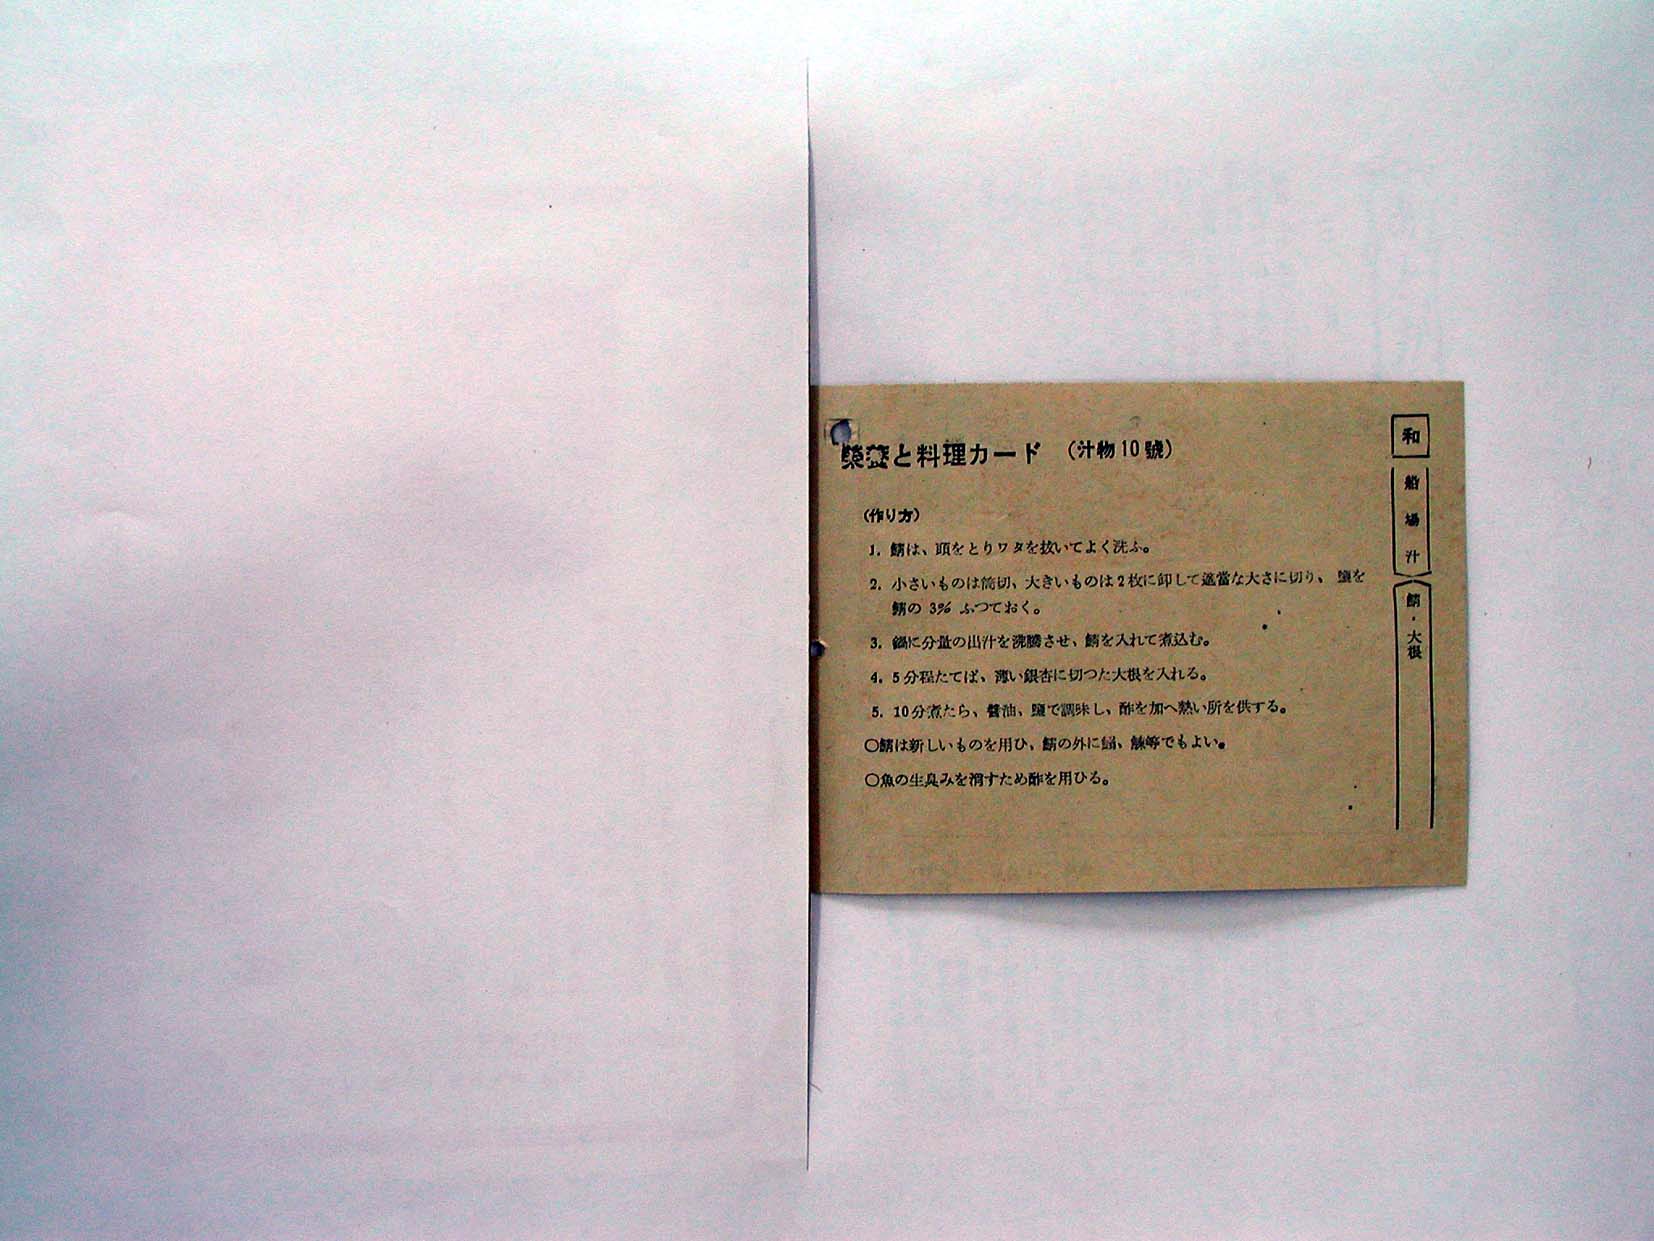 榮養と料理カード (汁物10號)
(作り方)
1. 鯖は、頭をとりワタを抜いてよく洗ふ。
2. 小さいものは筒切、大きいものは2枚に卸して適當な大さに切り、鹽を
鯖の 3% ふつておく。
3. 鍋に分量の出汁を沸騰させ、鯖を入れて煮込む。
4. 5分程たてば、薄い銀杏に切つた大根を入れる。
5. 10分煮たら、醤油、鹽で調味し、酢を加へ熱い所を供する。
○鯖は新しいものを用ひ、鯖の外に 、 等でもよい。
○魚の生臭みを消すため酢を用ひる。
和
船場汁
鯖・大根